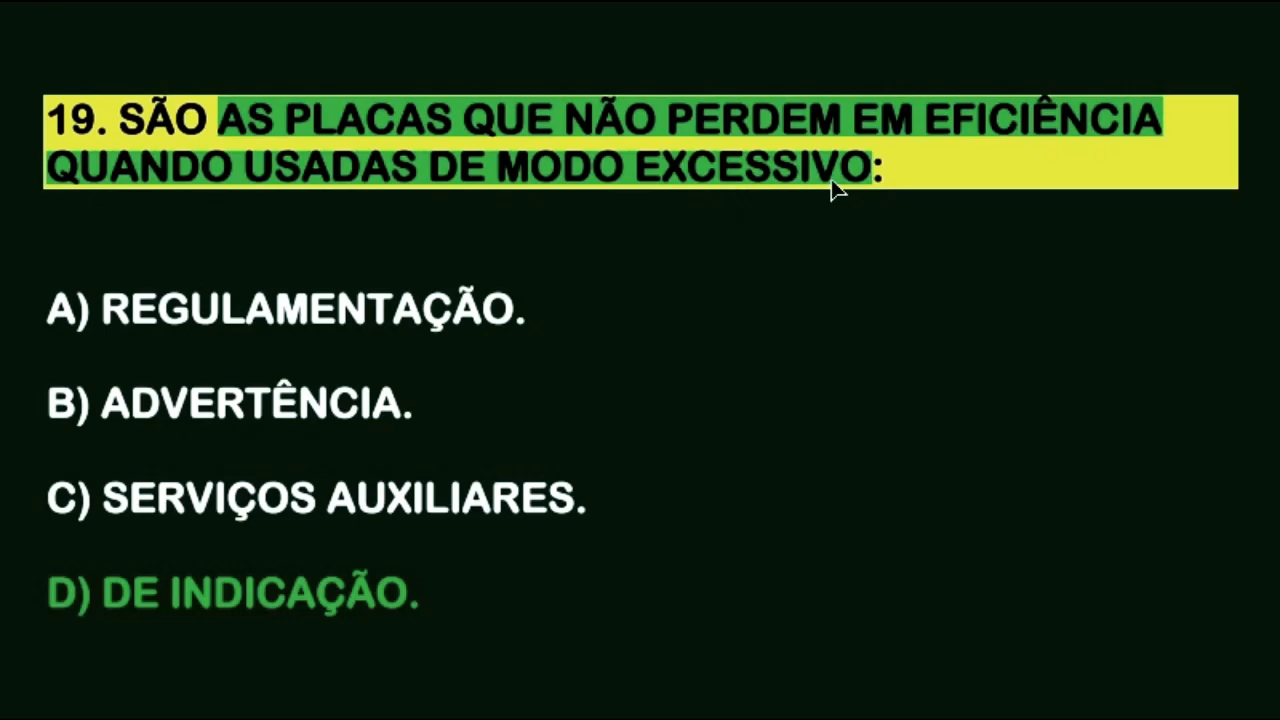 19. SÃO AS PLACAS QUE NÃO PERDEM EM EFICIÊNCIA
QUANDO USADAS DE MODO EXCESSIVO:
A) REGULAMENTAÇÃO.
B) ADVERTÊNCIA.
C) SERVIÇOS AUXILIARES.
D) DE INDICAÇÃO.